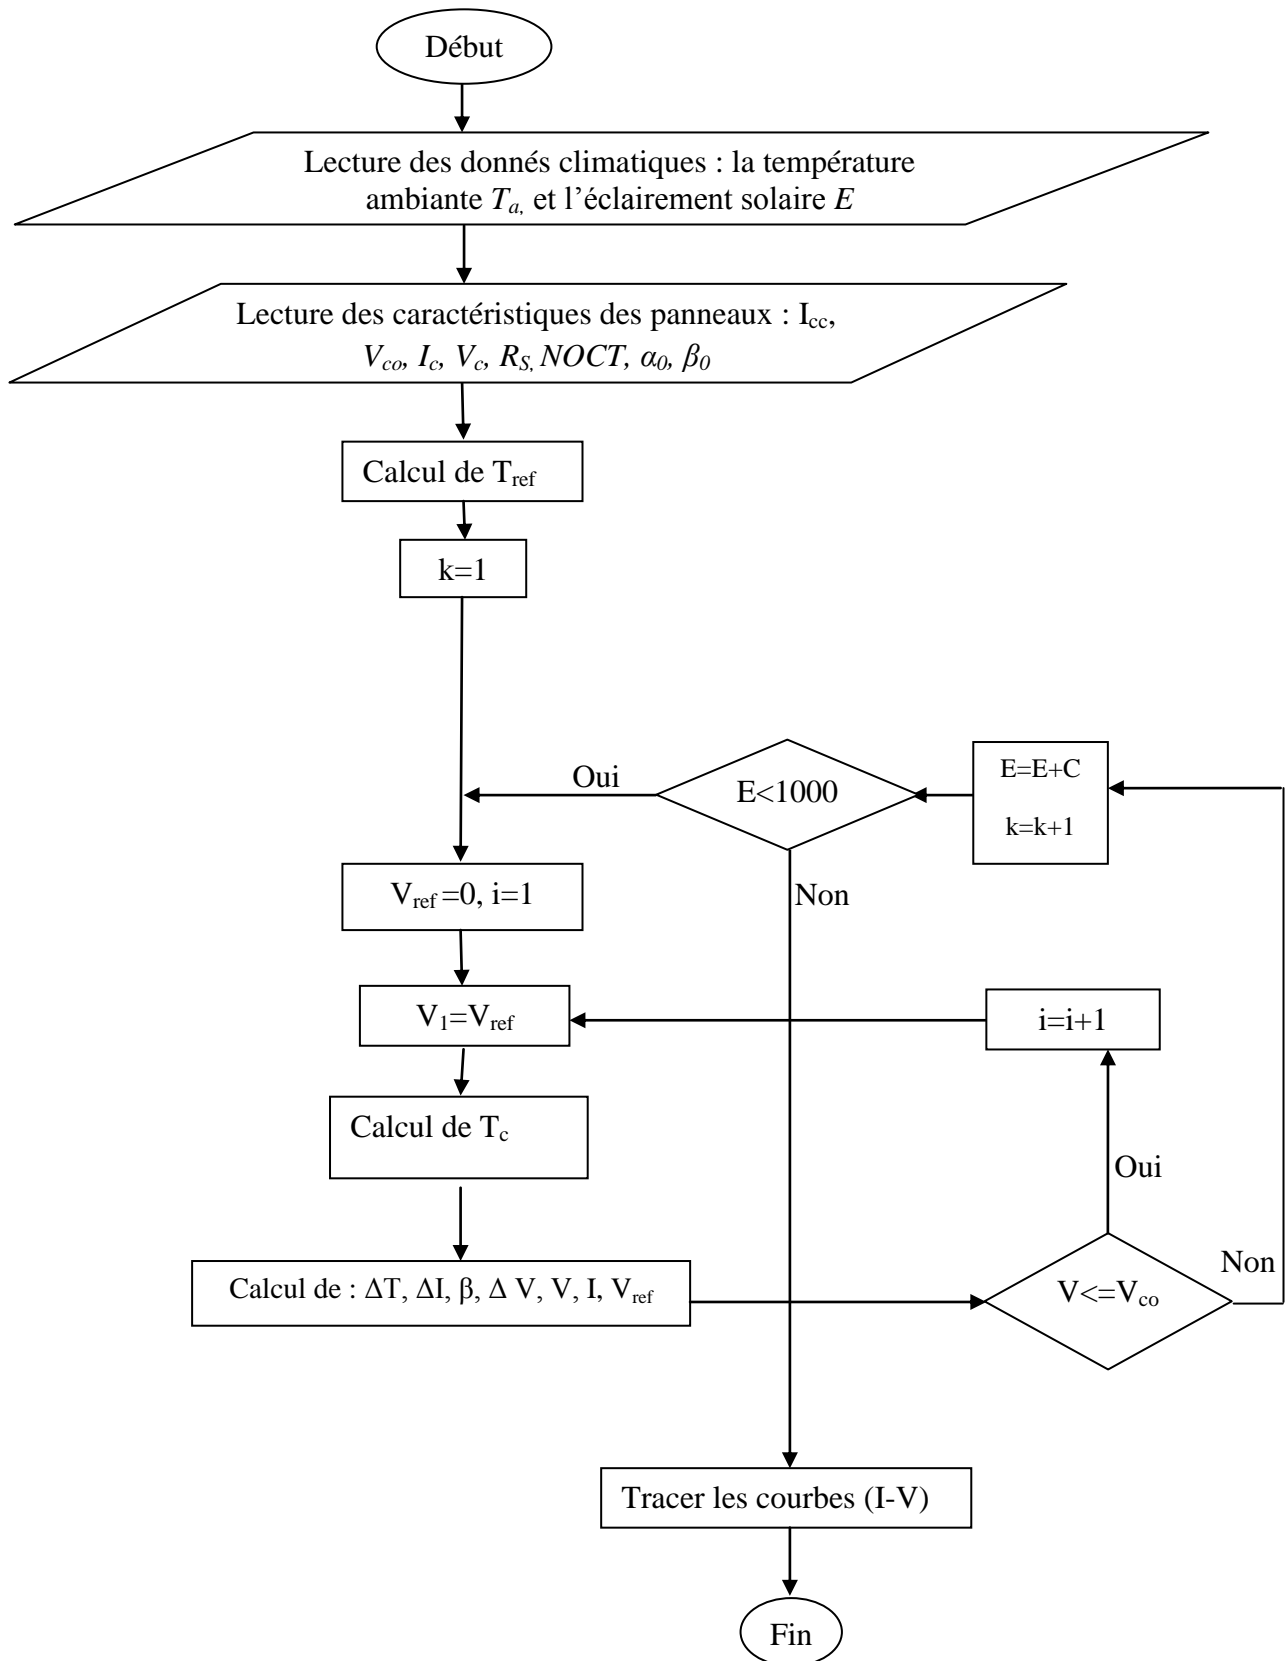 Début
Lecture des donnés climatiques : la température
ambiante Ta, et l'éclairement solaire E
Lecture des caractéristiques des panneaux : Icc,
Vco, Ic, Vc, RS, NOCT, α0, β0
Calcul de Tref
k=1
Oui
E<1000
E=E+C
k=k+1
Vref =0, i=1
Non
V1=Vref
i=i+1
Calcul de Tc
Oui
Calcul de : ΔT, ΔI, β, Δ V, V, I, Vref
V<=Vco
Non
Tracer les courbes (I-V)
Fin